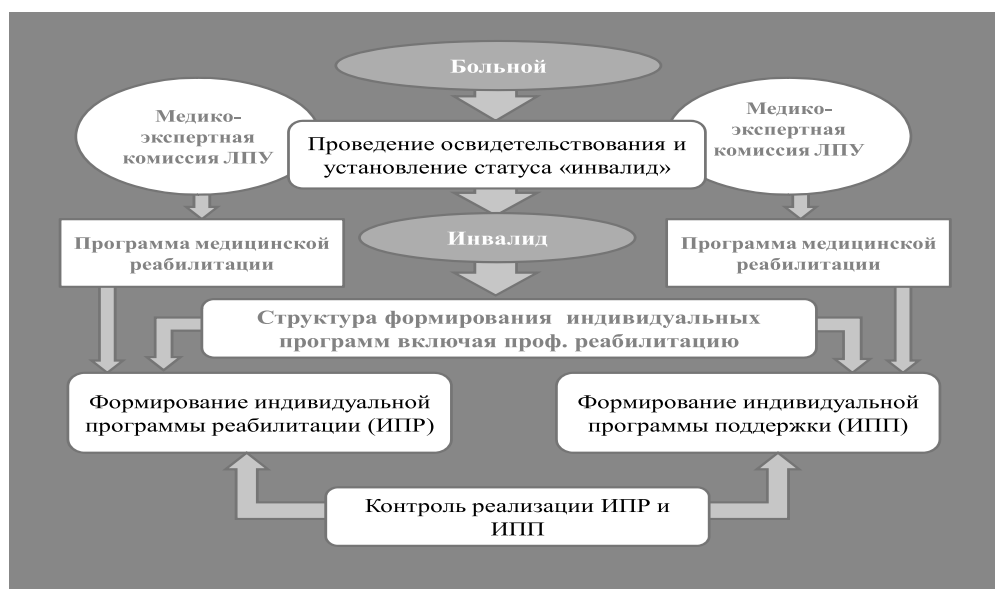 Больной
Медико-
экспертная
комиссия ЛПУ
Проведение освидетельствования и
установление статуса «инвалид»
Медико-
экспертная
комиссия ЛПУ
Программа медицинской
реабилитации
Инвалид
Программа медицинской
реабилитации
Структура формирования индивидуальных
программ включая проф. реабилитацию
Формирование индивидуальной
программы реабилитации (ИПР)
Формирование индивидуальной
программы поддержки (ИПП)
Контроль реализации ИПР и
ИПП